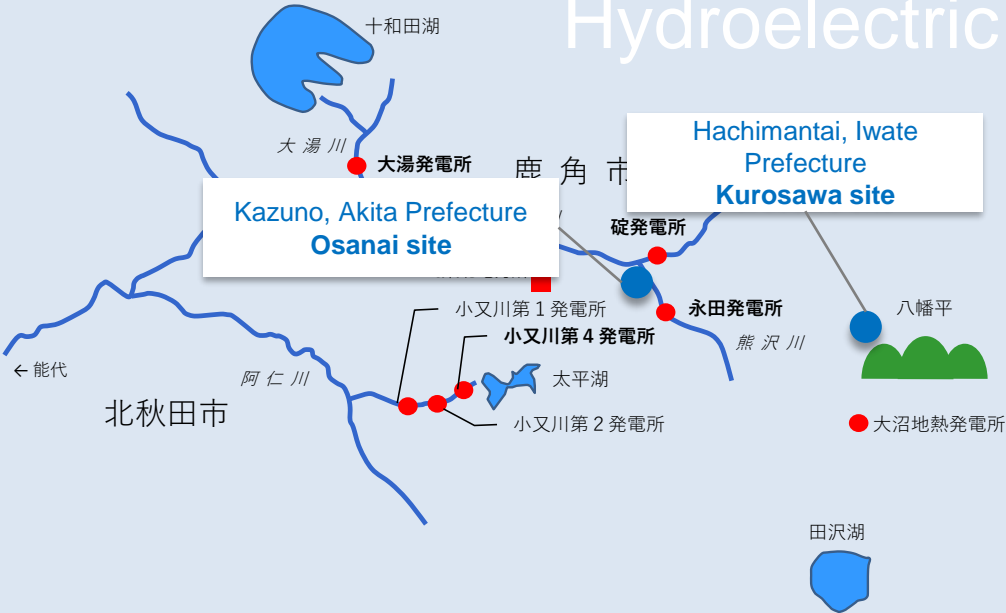 Hydroelectric
十和田湖
大湯川
大湯発電所
鹿角市
Hachimantai, Iwate
Prefecture
Kurosawa site
Kazuno, Akita Prefecture
Osanai site
碇発電所
小又川第1発電所
永田発電所
八幡平
小又川第4発電所
熊沢川
←能代
阿仁川
太平湖
北秋田市
小又川第2発電所
大沼地熱発電所
田沢湖